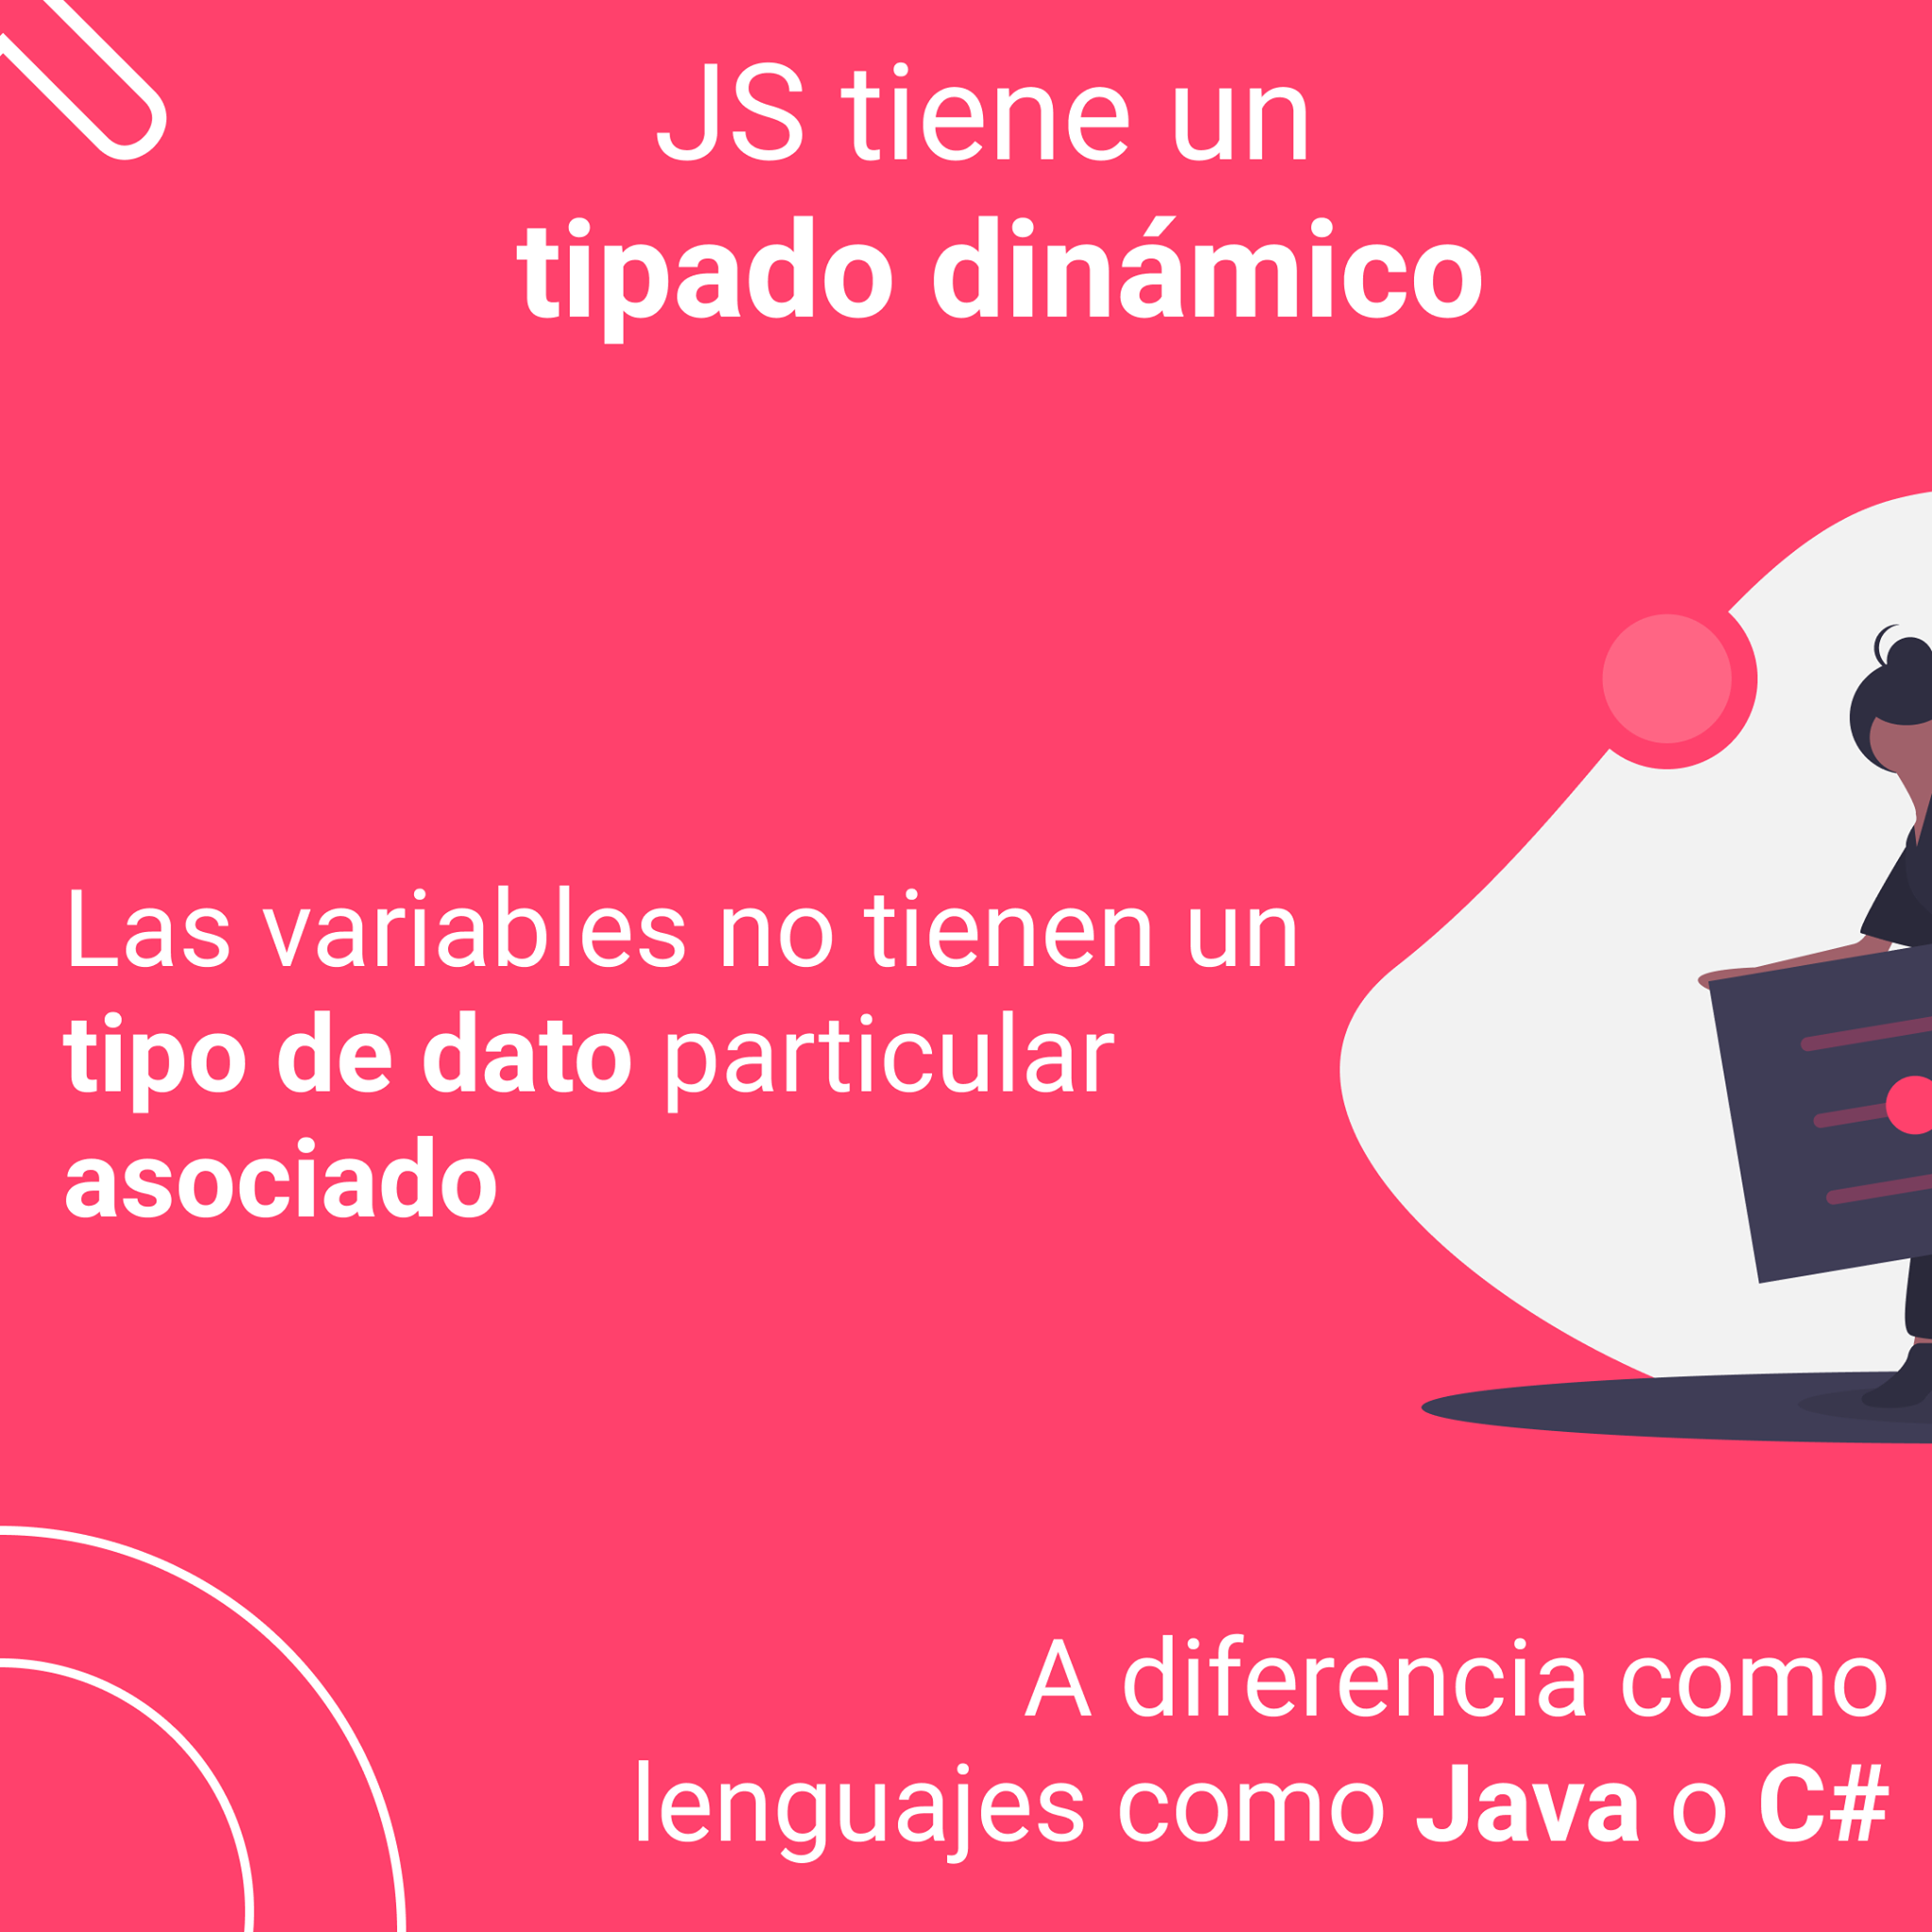 JS tiene un
tipado dinámico
Las variables no tienen un
tipo de dato particular
asociado
A diferencia como
lenguajes como Java o C#